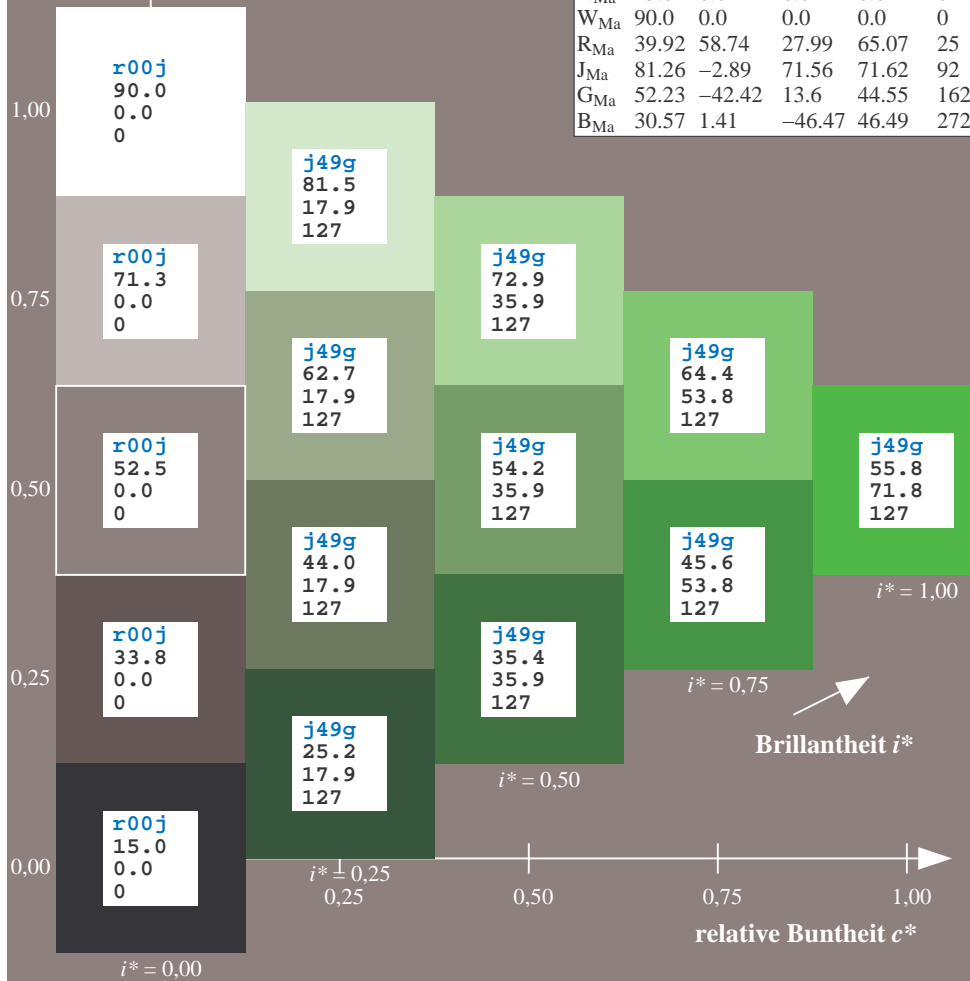 W_Ma 90.0 0.0 0.0 0.0 0
R_Ma 39.92 58.74 27.99 65.07 25
J_Ma 81.26 −2.89 71.56 71.62 92
G_Ma 52.23 −42.42 13.6 44.55 162
B_Ma 30.57 1.41 −46.47 46.49 272
1,00
r00j
90.0
0.0
0
j49g
81.5
17.9
127
0,75
r00j
71.3
0.0
0
j49g
72.9
35.9
127
j49g
62.7
17.9
127
j49g
64.4
53.8
127
0,50
r00j
52.5
0.0
0
j49g
54.2
35.9
127
j49g
55.8
71.8
127
j49g
44.0
17.9
127
j49g
45.6
53.8
127
i* = 1,00
0,25
r00j
33.8
0.0
0
j49g
35.4
35.9
127
i* = 0,75
j49g
25.2
17.9
127
Brillantheit i*
i* = 0,50
0,00
r00j
15.0
0.0
0
i* = 0,25
0,25 0,50 0,75 1,00
relative Buntheit c*
i* = 0,00